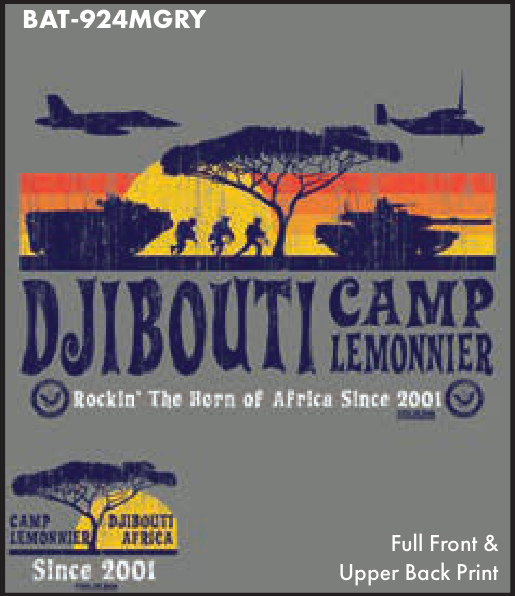 BAT-924MGRY
DJIBOUTI CAMP
LEMONNIER
Rockin' The Horn of Africa Since 2001
CAMP DJIBOUTI
LEMONNIER AFRICA
Since 2001
Full Front &
Upper Back Print